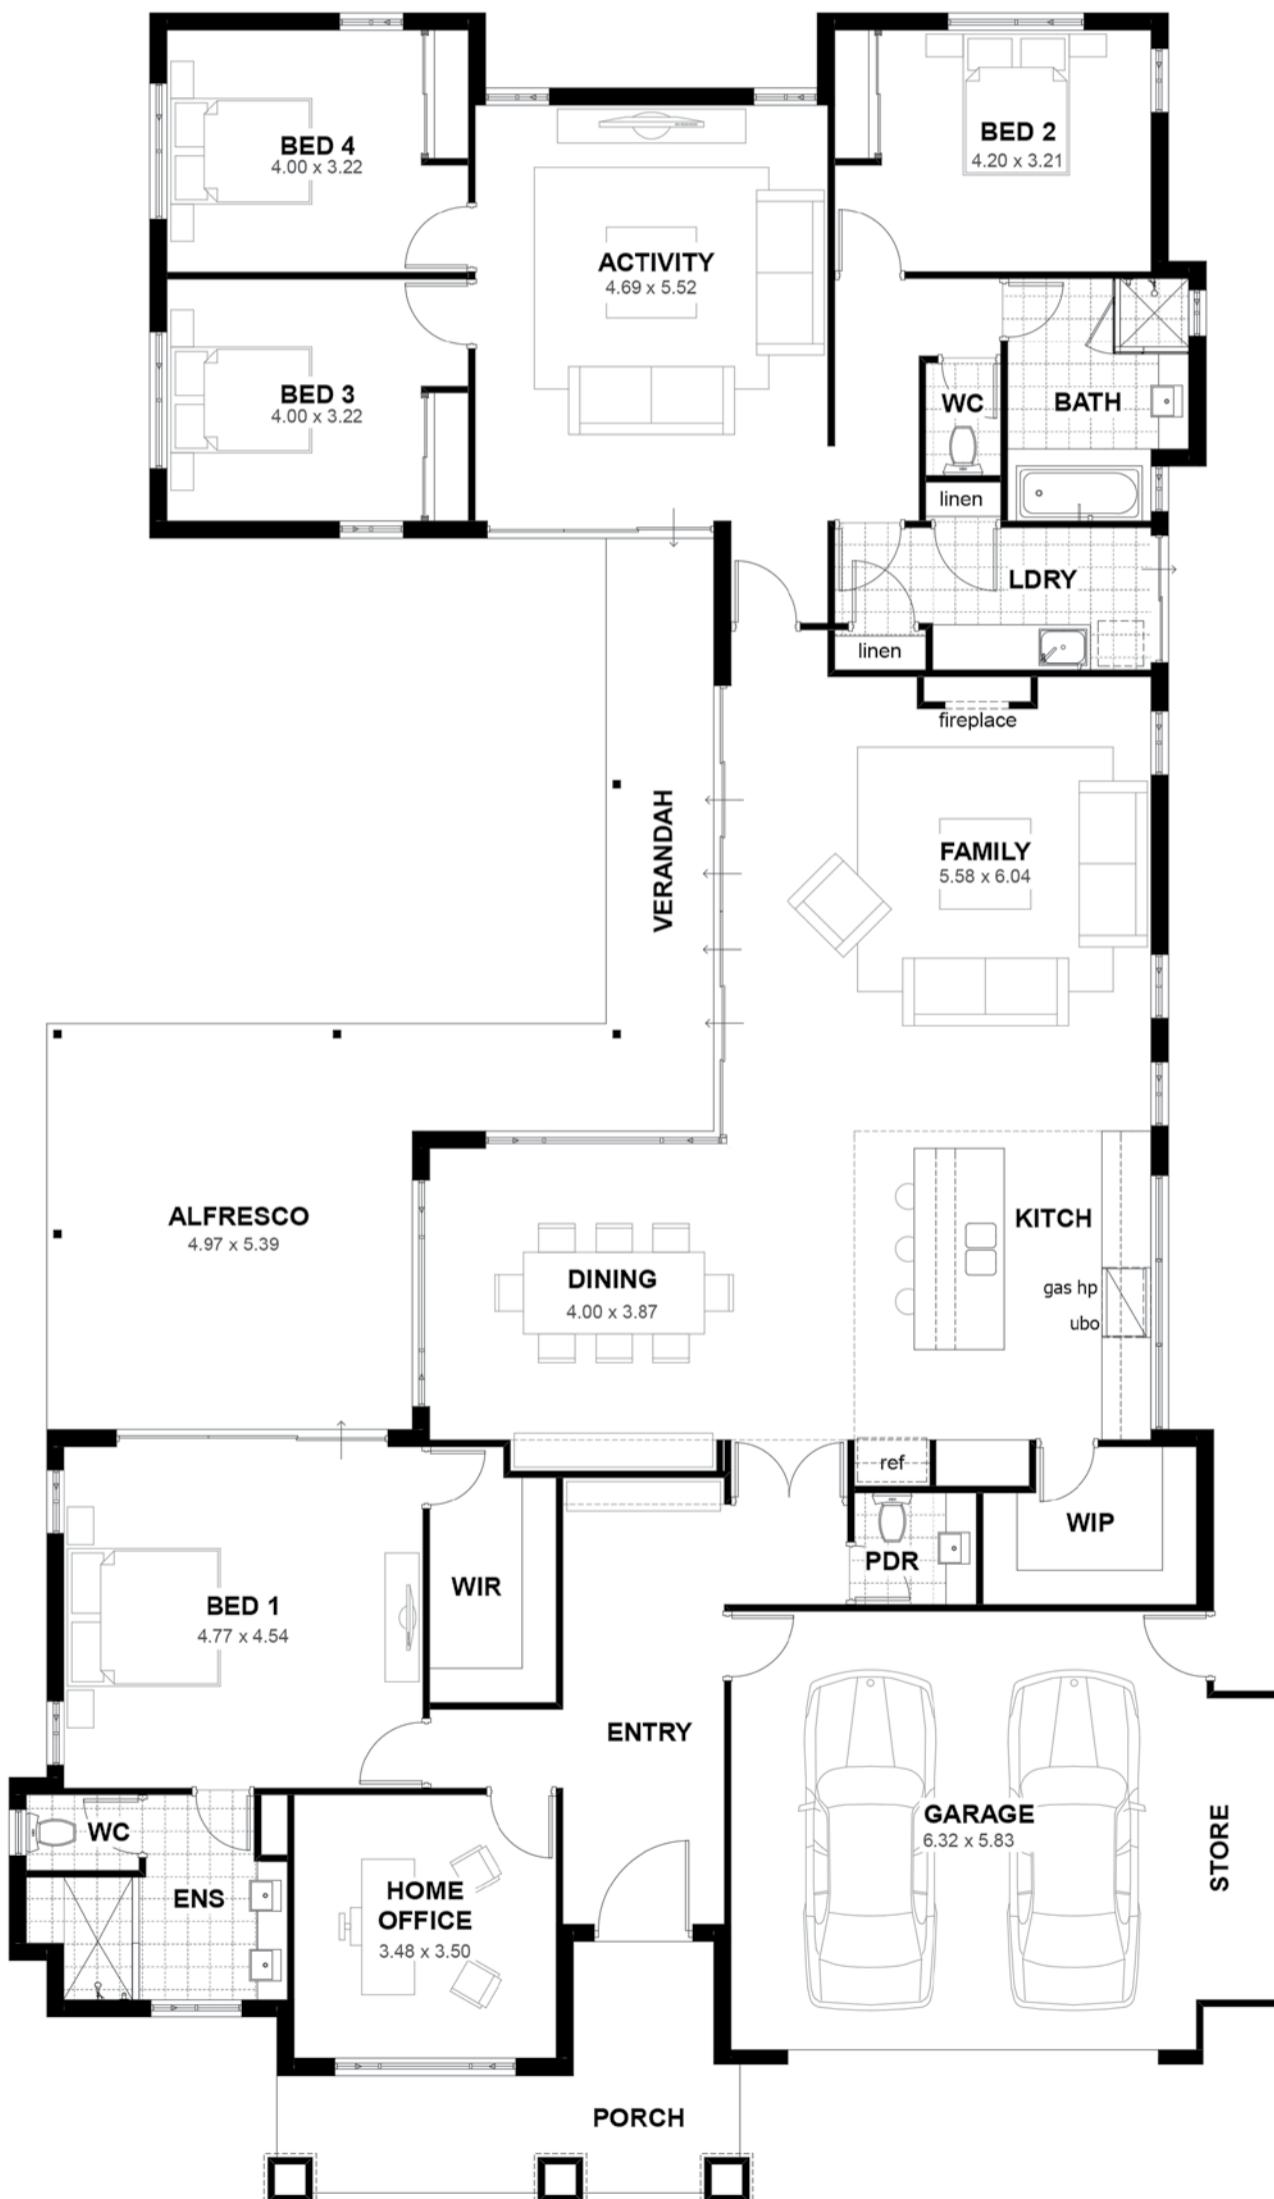 BED 4
4.00 x 3.22
BED 2
4.20 x 3.21
ACTIVITY
4.69 x 5.52
BED 3
4.00 x 3.22
WC
BATH
linen
LDRY
linen
fireplace
VERANDAH
FAMILY
5.58 x 6.04
ALFRESCO
4.97 x 5.39
KITCH
DINING
4.00 x 3.87
gas hp
ubo
ref
WIP
PDR
WIR
BED 1
4.77 x 4.54
ENTRY
GARAGE
6.32 x 5.83
STORE
WC
ENS
HOME
OFFICE
3.48 x 3.50
PORCH